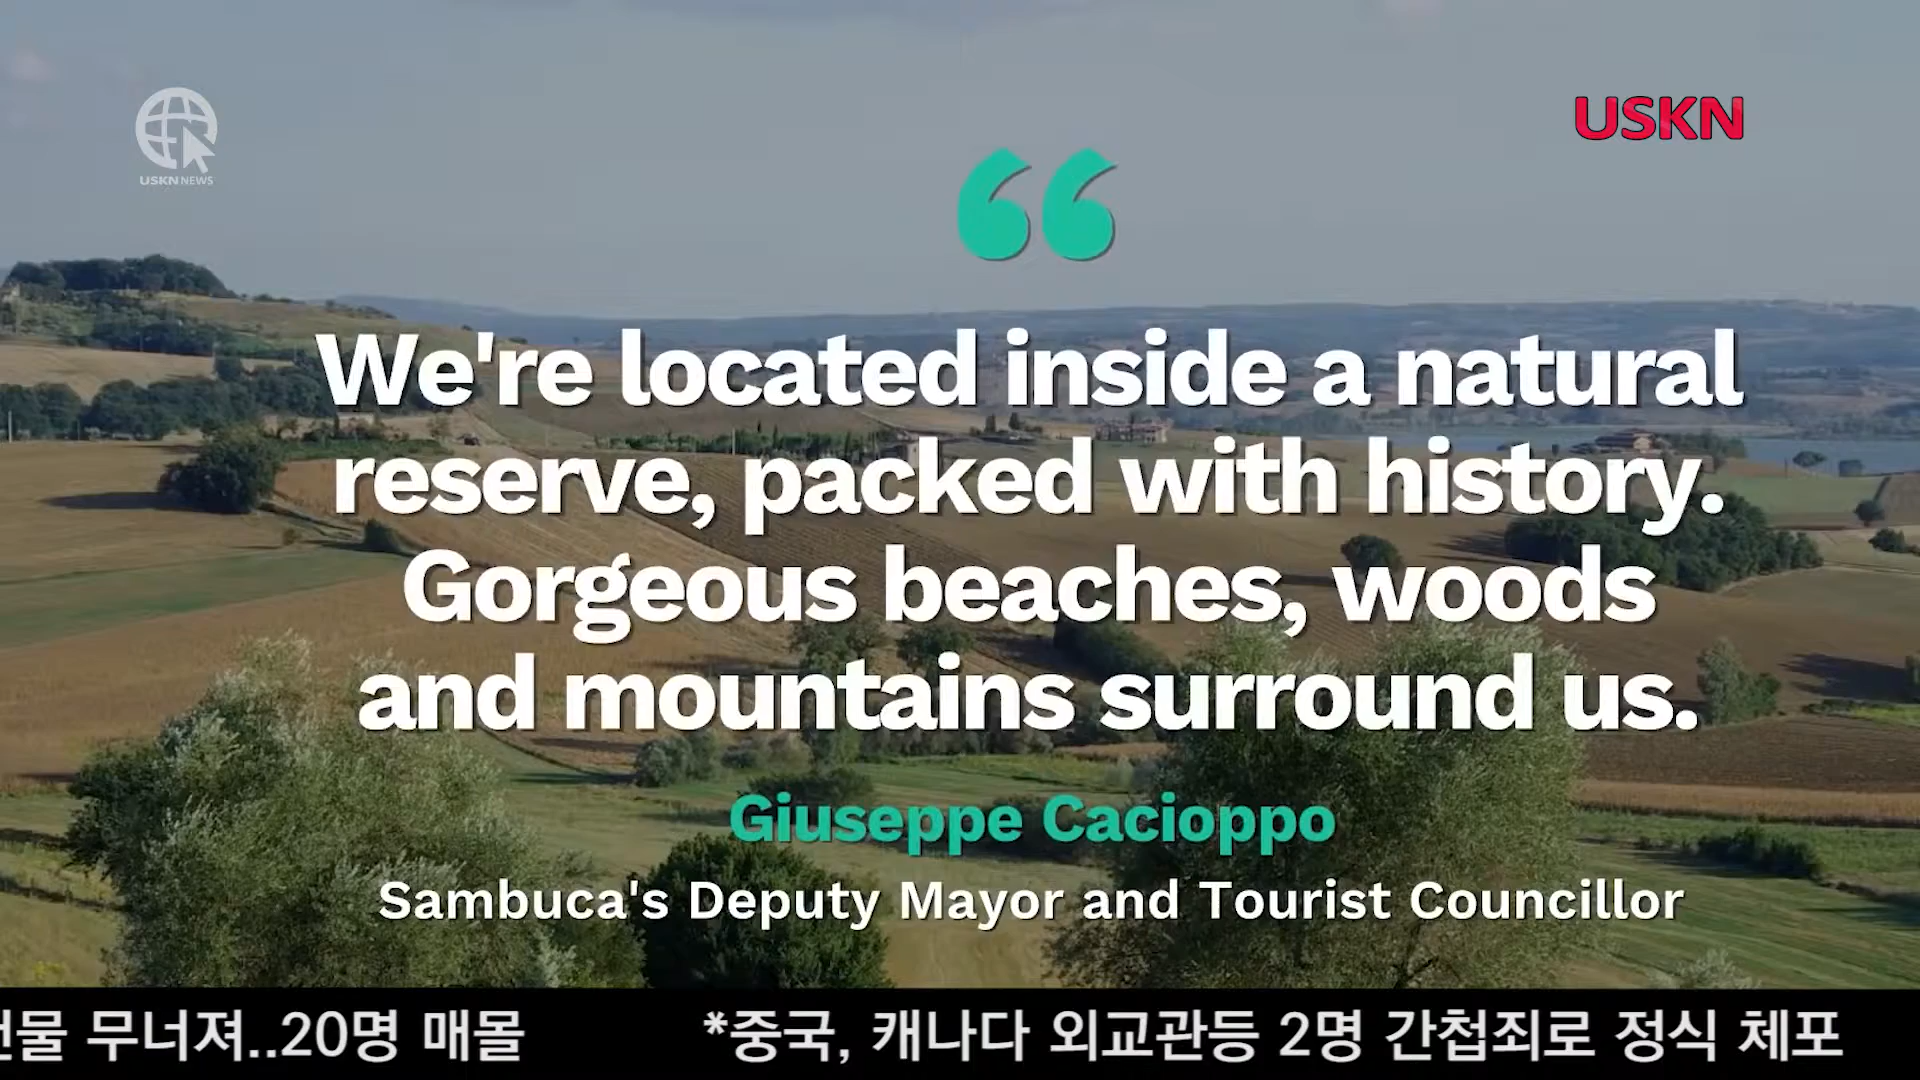 USKN NEWS
USKN
“
We're located inside a natural
reserve, packed with history.
Gorgeous beaches, woods
and mountains surround us.
Giuseppe Cacioppo
Sambuca's Deputy Mayor and Tourist Councillor
무너져..20명 매몰 *중국, 캐나다 외교관등 2명 간첩죄로 정식 체포